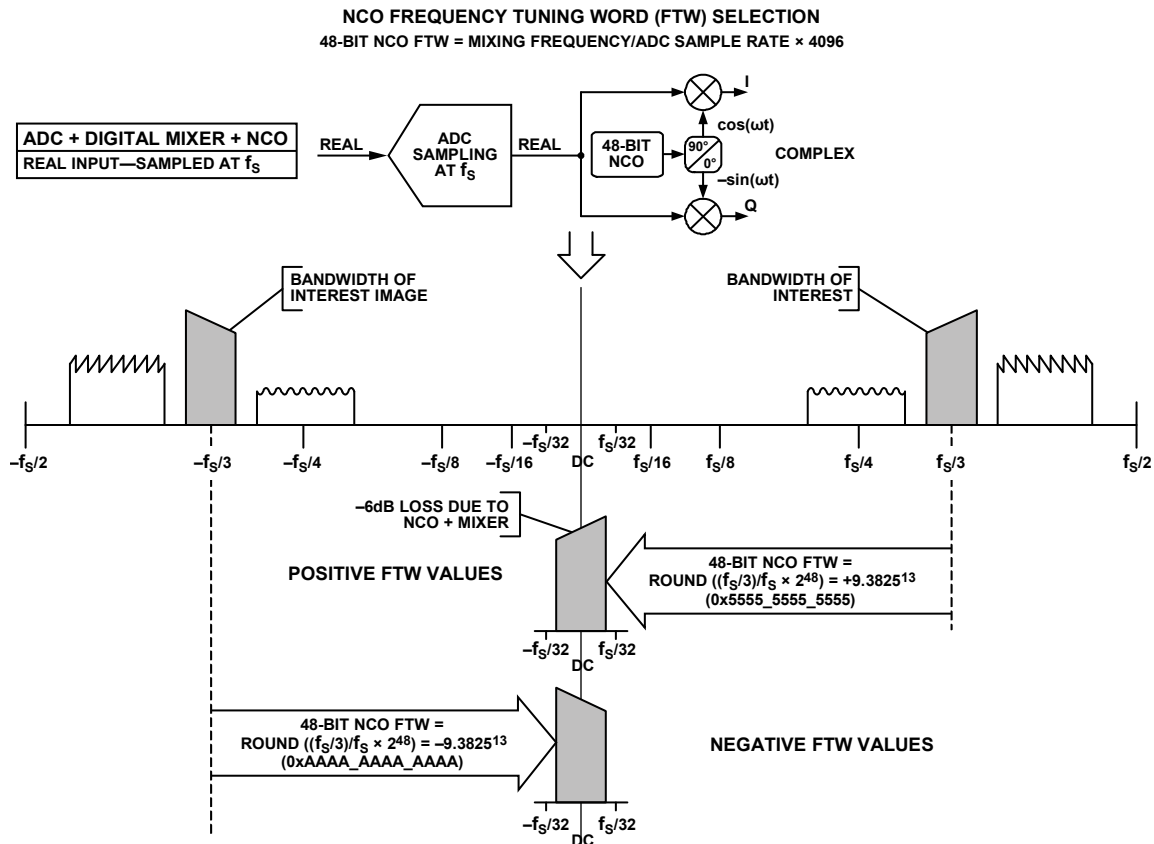 NCO FREQUENCY TUNING WORD (FTW) SELECTION
48-BIT NCO FTW = MIXING FREQUENCY/ADC SAMPLE RATE × 4096
ADC + DIGITAL MIXER + NCO
REAL INPUT—SAMPLED AT fS
REAL
ADC
SAMPLING
AT fS
REAL
48-BIT
NCO
90°
0°
I
cos(ωt)
COMPLEX
–sin(ωt)
Q
BANDWIDTH OF
INTEREST IMAGE
BANDWIDTH OF
INTEREST
–fS/2
–fS/3
–fS/4
–fS/8
–fS/16
–fS/32
DC
fS/32
fS/16
fS/8
fS/4
fS/3
fS/2
–6dB LOSS DUE TO
NCO + MIXER
POSITIVE FTW VALUES
48-BIT NCO FTW =
ROUND ((fS/3)/fS × 2^48) = +9.3825^13
(0x5555_5555_5555)
–fS/32
DC
fS/32
48-BIT NCO FTW =
ROUND ((fS/3)/fS × 2^48) = –9.3825^13
(0xAAAA_AAAA_AAAA)
NEGATIVE FTW VALUES
–fS/32
DC
fS/32